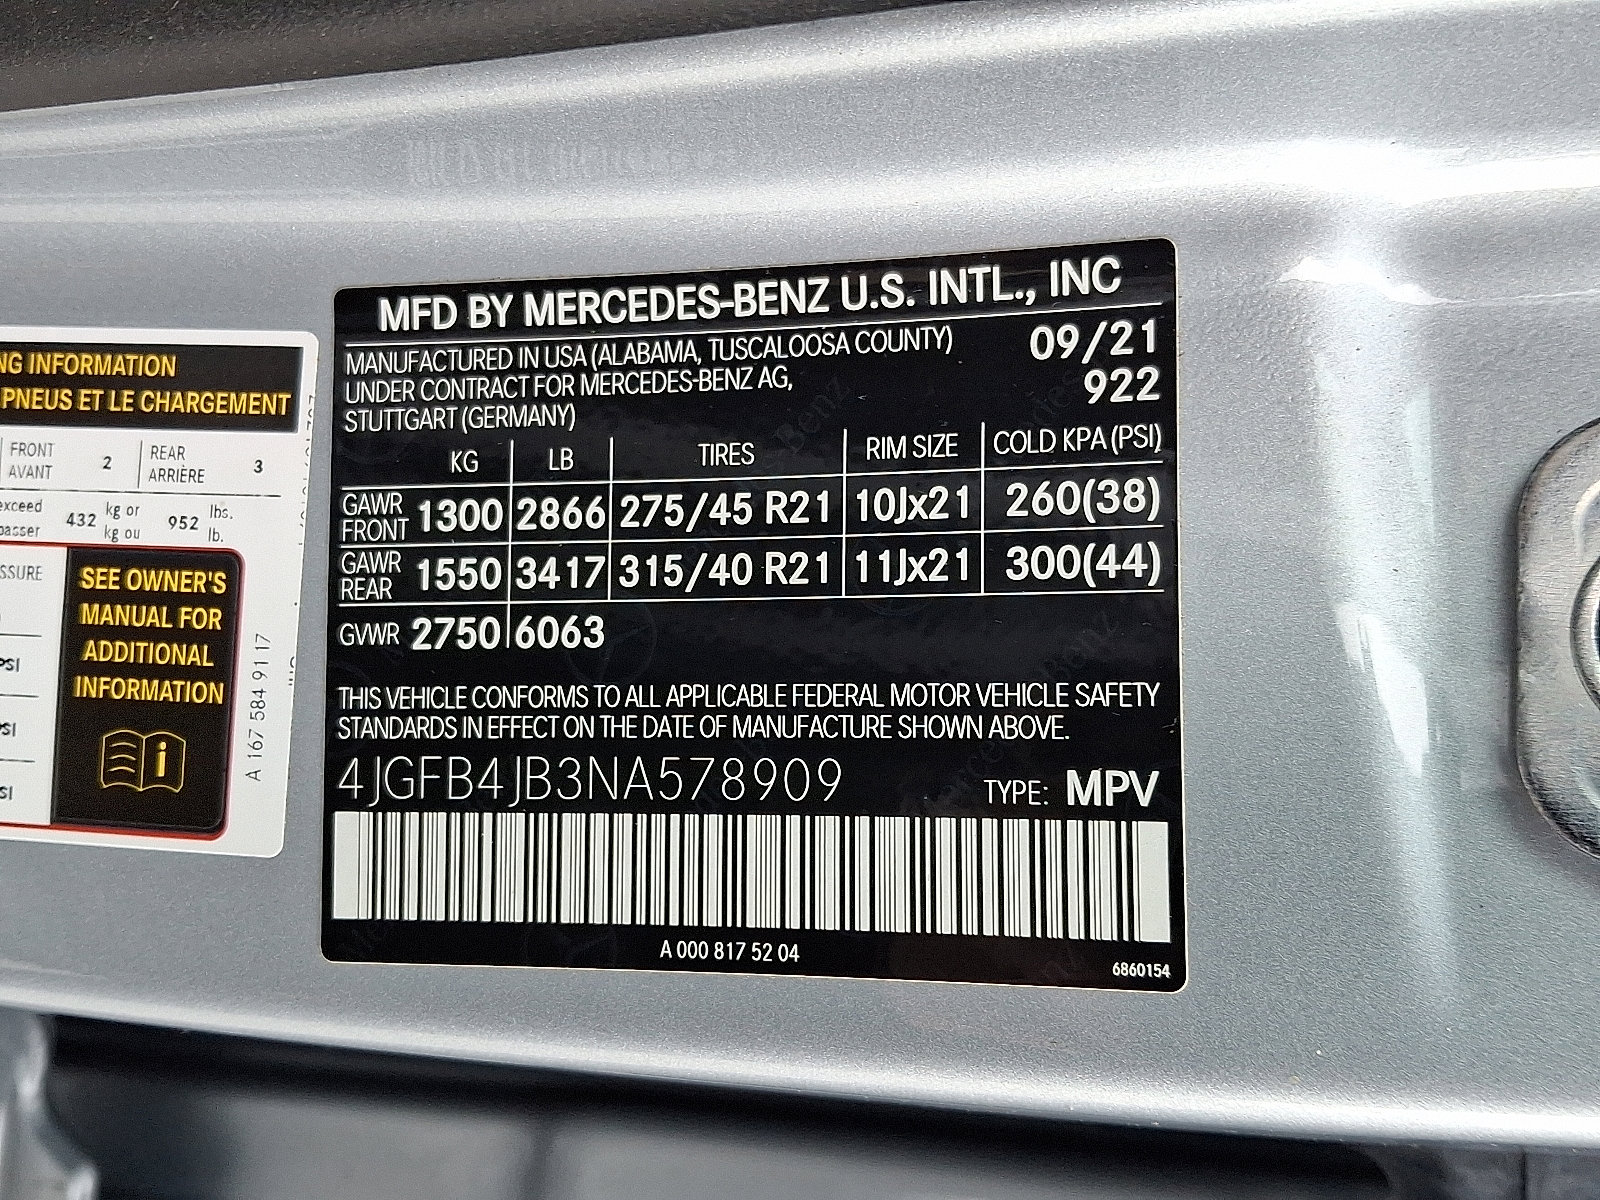 MFD BY MERCEDES-BENZ U.S. INTL., INC
MANUFACTURED IN USA (ALABAMA, TUSCALOOSA COUNTY) 09/21
UNDER CONTRACT FOR MERCEDES-BENZ AG, 922
STUTTGART (GERMANY)
KG LB TIRES RIM SIZE COLD KPA (PSI)
GAWR FRONT 1300 2866 275/45 R21 10Jx21 260(38)
GAWR REAR 1550 3417 315/40 R21 11Jx21 300(44)
GVWR 2750 6063
THIS VEHICLE CONFORMS TO ALL APPLICABLE FEDERAL MOTOR VEHICLE SAFETY
STANDARDS IN EFFECT ON THE DATE OF MANUFACTURE SHOWN ABOVE.
4JGFB4JB3NA578909 TYPE: MPV
A 000 817 52 04
6860154
INFORMATION
PNEUS ET LE CHARGEMENT
FRONT AVANT 2 REAR ARRIÈRE 3
exceed 432 kg or 952 lbs.
kg ou lb.
SEE OWNER'S
MANUAL FOR
ADDITIONAL
INFORMATION
i
PSI
A 167 584 91 17